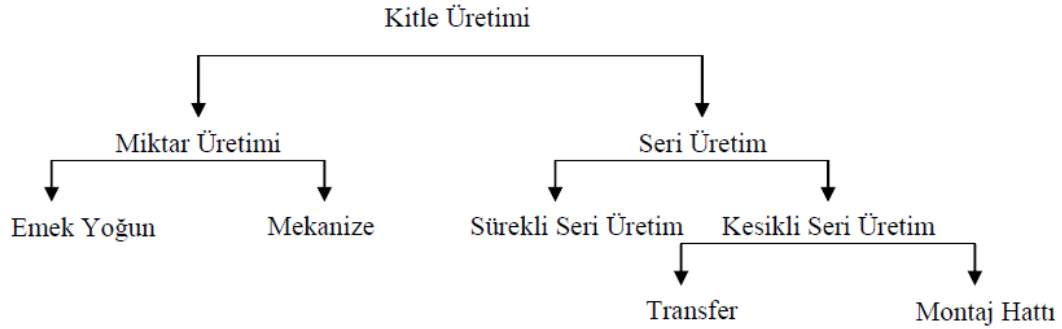 Kitle Üretimi
Miktar Üretimi
Seri Üretim
Emek Yoğun
Mekanize
Sürekli Seri Üretim
Kesikli Seri Üretim
Transfer
Montaj Hattı